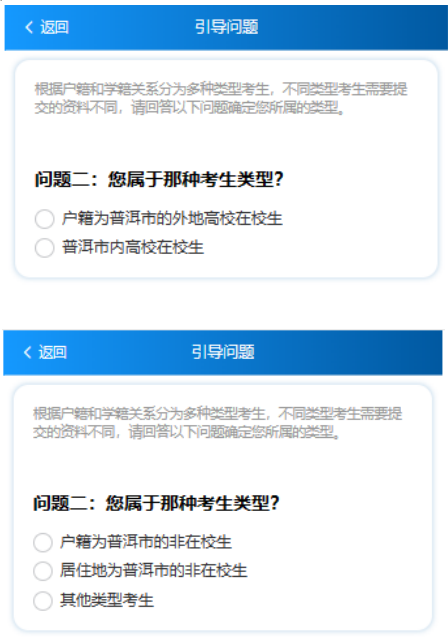 返回
引导问题
根据户籍和学籍关系分为多种类型考生，不同类型考生需要提
交的资料不同，请回答以下问题确定您所属的类型。
问题二：您属于那种考生类型？
户籍为普洱市的外地高校在校生
普洱市内高校在校生
返回
引导问题
根据户籍和学籍关系分为多种类型考生，不同类型考生需要提
交的资料不同，请回答以下问题确定您所属的类型。
问题二：您属于那种考生类型？
户籍为普洱市的非在校生
居住地为普洱市的非在校生
其他类型考生